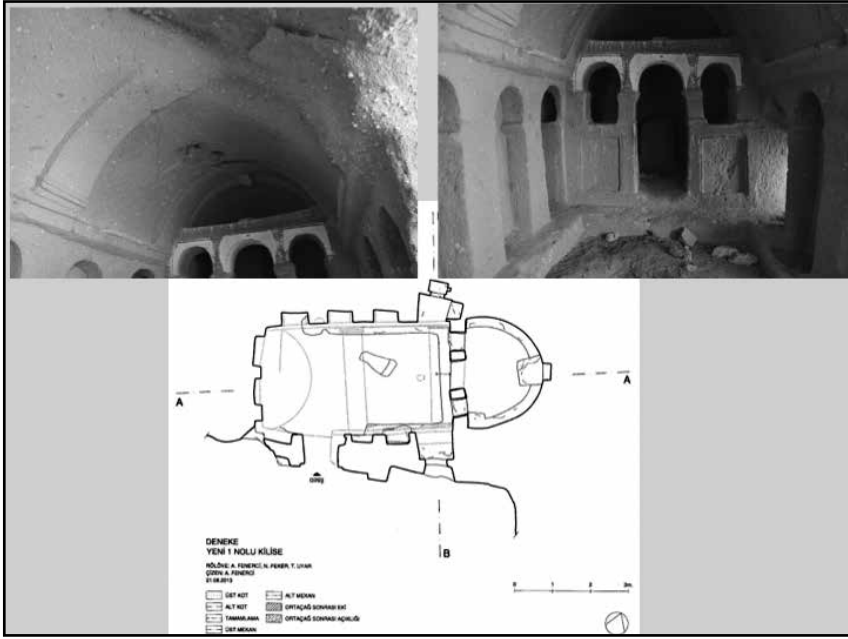 A
A
GİRİŞ
B
DENEKE
YENİ 1 NOLU KİLİSE
RÖLÖVE: A. FENERCİ, N. PEKER, T. UYAR
ÇİZEN: A. FENERCİ
21.08.2013
ÜST KOT
ALT MEKAN
ALT KOT
ORTAÇAĞ SONRASI EKİ
TAMAMLAMA
ORTAÇAĞ SONRASI AÇIKLIĞI
ÜST MEKAN
0 1 2 3m.